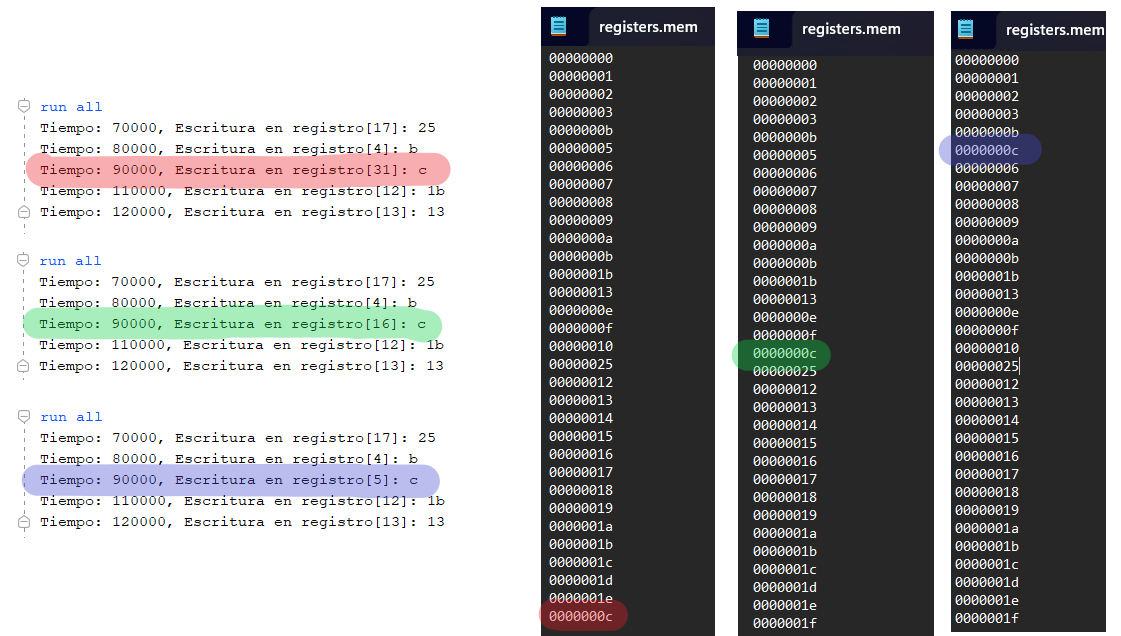 run all
Tiempo: 70000, Escritura en registro[17]: 25
Tiempo: 80000, Escritura en registro[4]: b
Tiempo: 90000, Escritura en registro[31]: c
Tiempo: 110000, Escritura en registro[12]: 1b
Tiempo: 120000, Escritura en registro[13]: 13
run all
Tiempo: 70000, Escritura en registro[17]: 25
Tiempo: 80000, Escritura en registro[4]: b
Tiempo: 90000, Escritura en registro[16]: c
Tiempo: 110000, Escritura en registro[12]: 1b
Tiempo: 120000, Escritura en registro[13]: 13
run all
Tiempo: 70000, Escritura en registro[17]: 25
Tiempo: 80000, Escritura en registro[4]: b
Tiempo: 90000, Escritura en registro[5]: c
Tiempo: 110000, Escritura en registro[12]: 1b
Tiempo: 120000, Escritura en registro[13]: 13
registers.mem
00000000
00000001
00000002
00000003
0000000b
00000005
00000006
00000007
00000008
00000009
0000000a
0000000b
0000001b
00000013
0000000e
0000000f
00000010
00000025
00000012
00000013
00000014
00000015
00000016
00000017
00000018
00000019
0000001a
0000001b
0000001c
0000001d
0000001e
0000000c
registers.mem
00000000
00000001
00000002
00000003
0000000b
00000005
00000006
00000007
00000008
00000009
0000000a
0000000b
0000001b
00000013
0000000e
0000000f
0000000c
00000025
00000012
00000013
00000014
00000015
00000016
00000017
00000018
00000019
0000001a
0000001b
0000001c
0000001d
0000001e
0000001f
registers.mem
00000000
00000001
00000002
00000003
0000000b
0000000c
00000006
00000007
00000008
00000009
0000000a
0000000b
0000001b
00000013
0000000e
0000000f
00000010
00000025
00000012
00000013
00000014
00000015
00000016
00000017
00000018
00000019
0000001a
0000001b
0000001c
0000001d
0000001e
0000001f